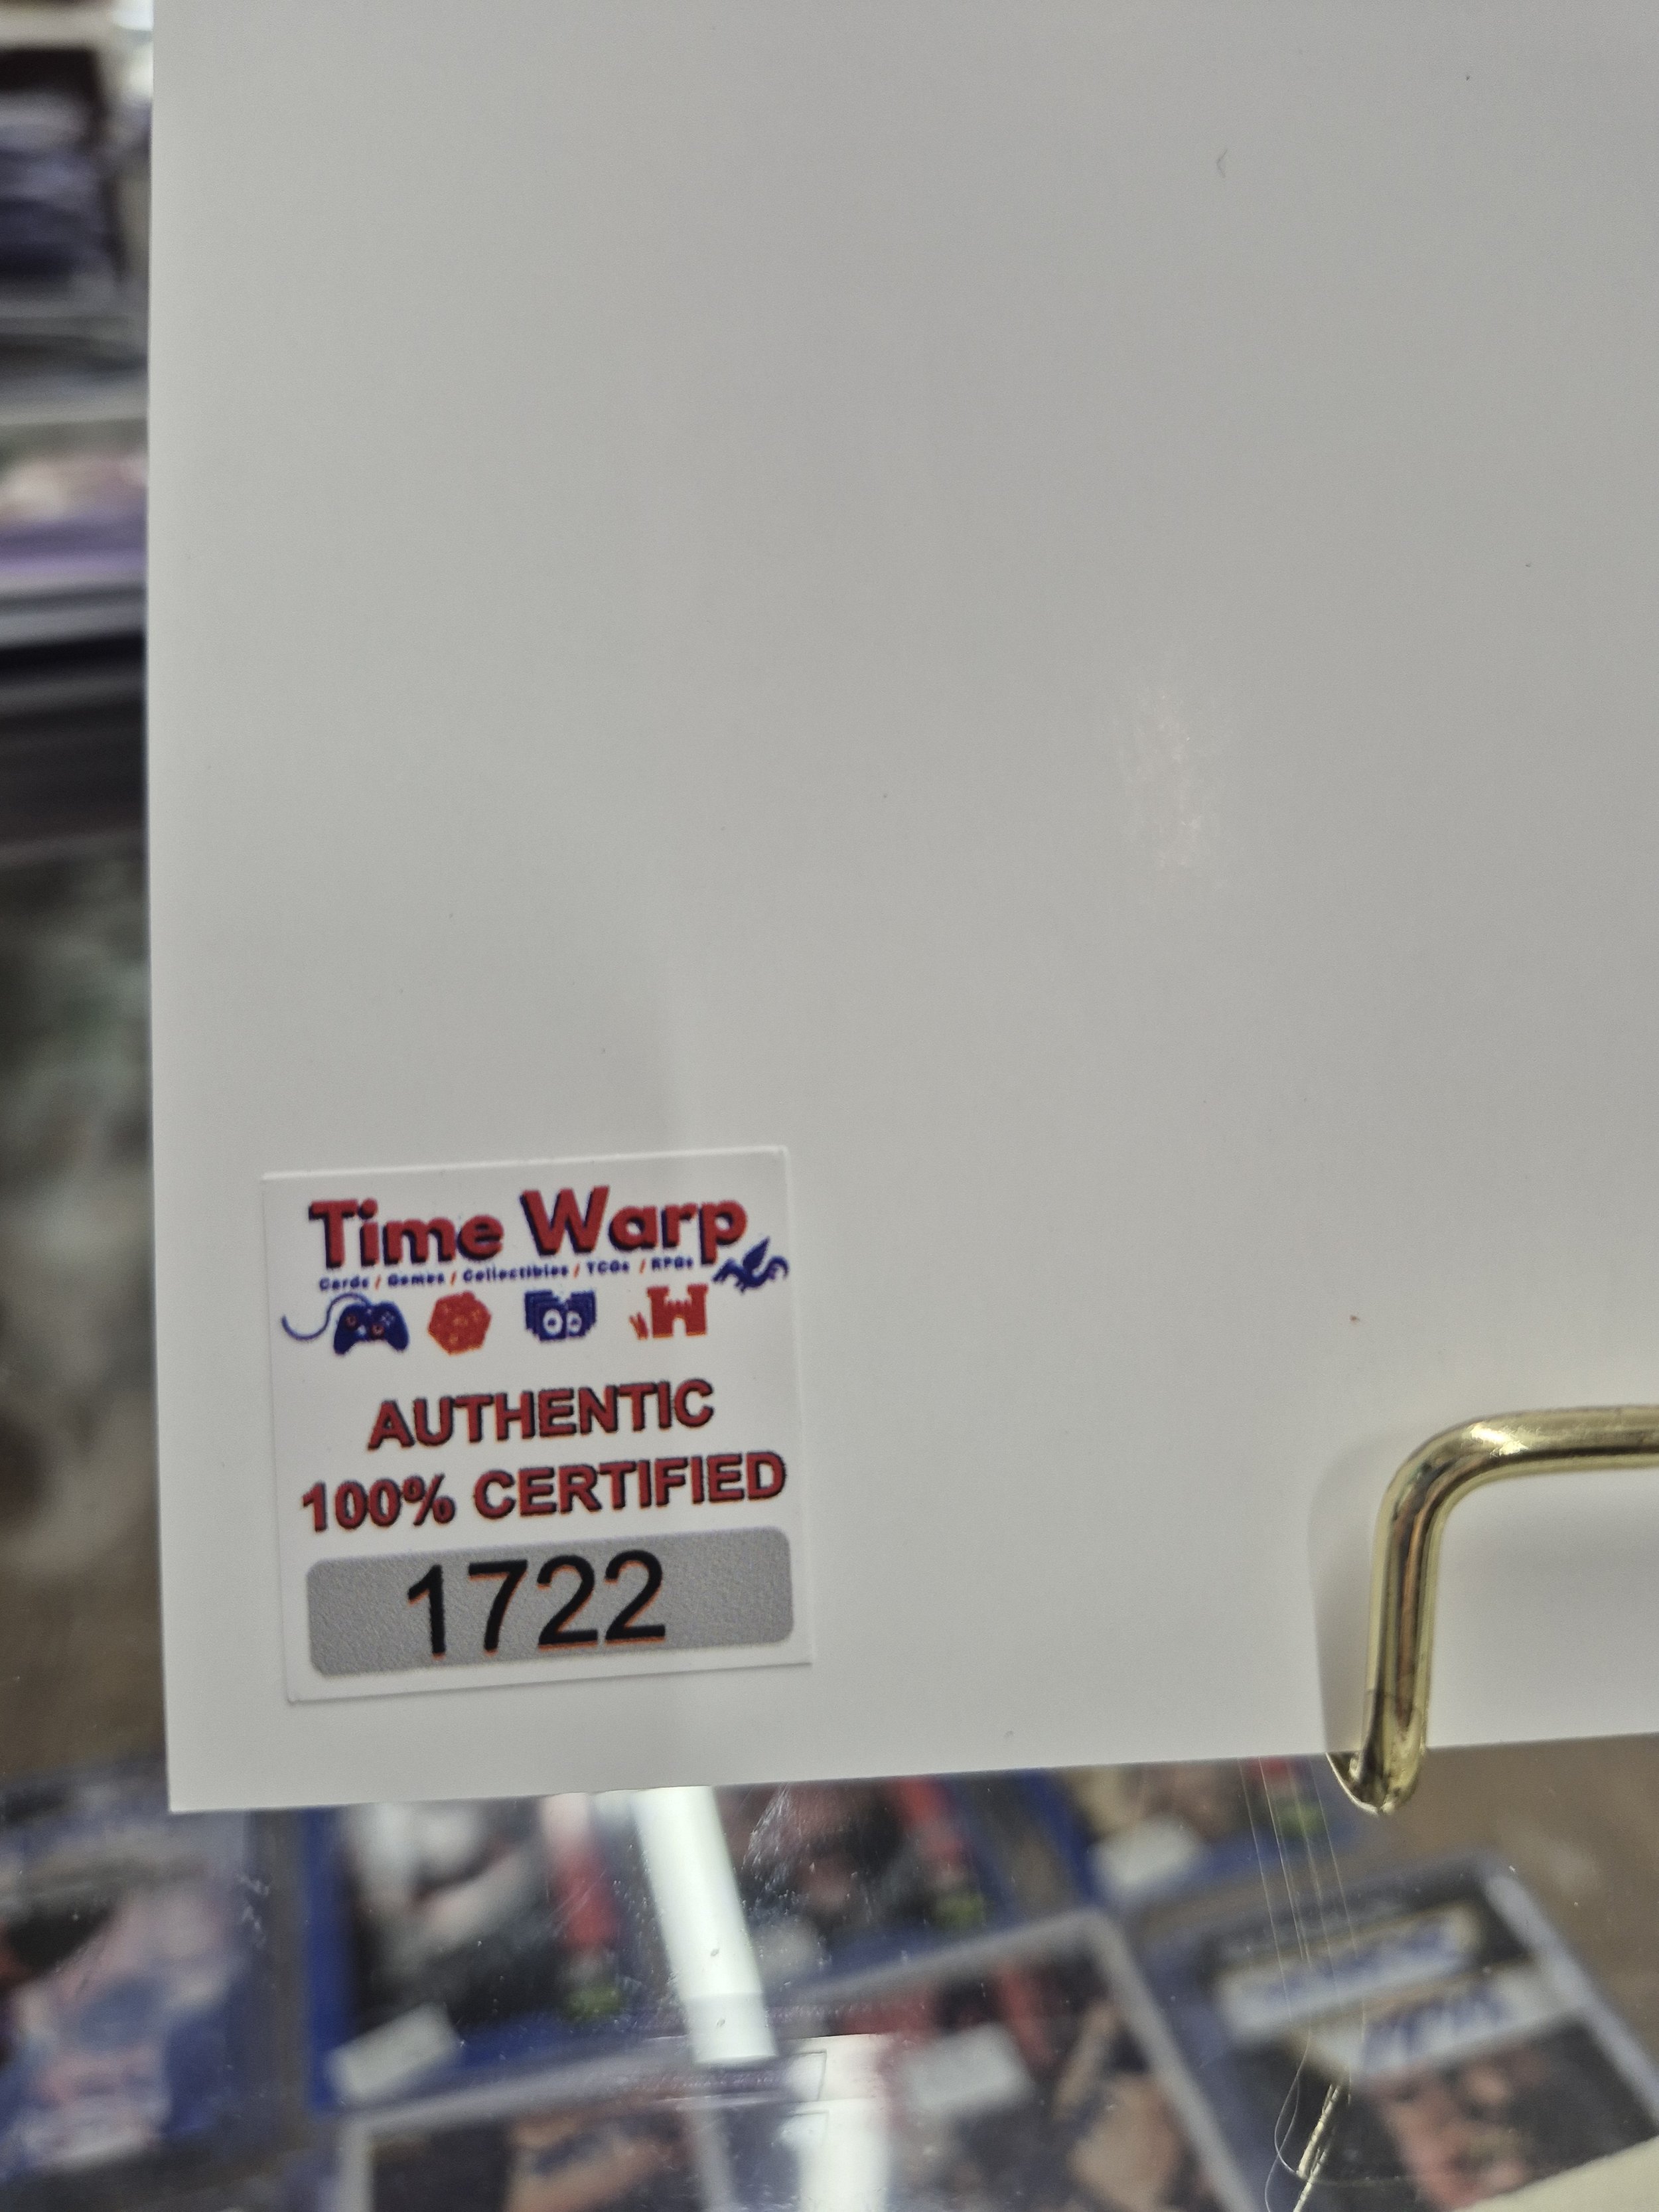 Time Warp
Cards / Games / Collectibles / TCGs / RPGs
AUTHENTIC
100% CERTIFIED
1722